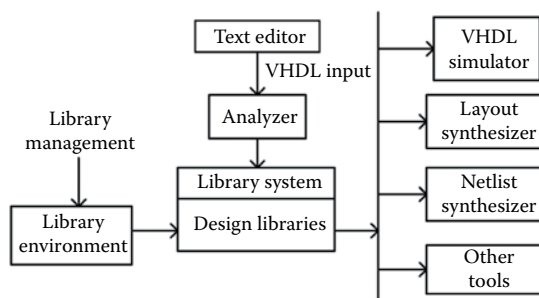 Text editor
VHDL input
Analyzer
Library
management
Library system
Design libraries
Library
environment
VHDL
simulator
Layout
synthesizer
Netlist
synthesizer
Other
tools